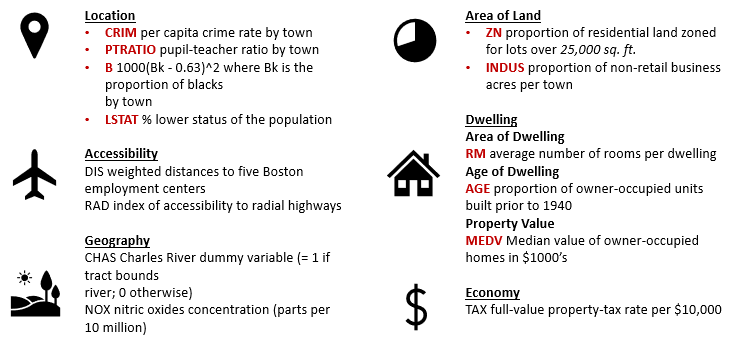 Location
• CRIM per capita crime rate by town
• PTRATIO pupil-teacher ratio by town
• B 1000(Bk - 0.63)^2 where Bk is the
proportion of blacks
by town
• LSTAT % lower status of the population
Accessibility
DIS weighted distances to five Boston
employment centers
RAD index of accessibility to radial highways
Geography
CHAS Charles River dummy variable (= 1 if
tract bounds
river; 0 otherwise)
NOX nitric oxides concentration (parts per
10 million)
Area of Land
• ZN proportion of residential land zoned
for lots over 25,000 sq. ft.
• INDUS proportion of non-retail business
acres per town
Dwelling
Area of Dwelling
RM average number of rooms per dwelling
Age of Dwelling
AGE proportion of owner-occupied units
built prior to 1940
Property Value
MEDV Median value of owner-occupied
homes in $1000’s
$
Economy
TAX full-value property-tax rate per $10,000